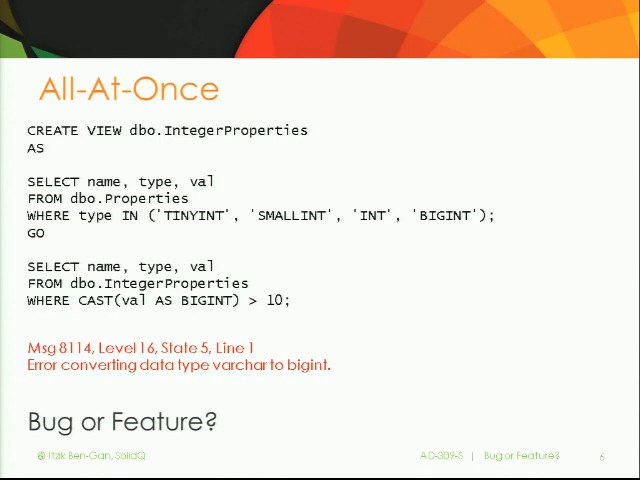 All-At-Once
CREATE VIEW dbo.IntegerProperties
AS
SELECT name, type, val
FROM dbo.Properties
WHERE type IN ('TINYINT', 'SMALLINT', 'INT', 'BIGINT');
GO
SELECT name, type, val
FROM dbo.IntegerProperties
WHERE CAST(val AS BIGINT) > 10;
Msg 8114, Level 16, State 5, Line 1
Error converting data type varchar to bigint.
Bug or Feature?
© Itzik Ben-Gan, SolidQ
AD-309-S | Bug or Feature?
6